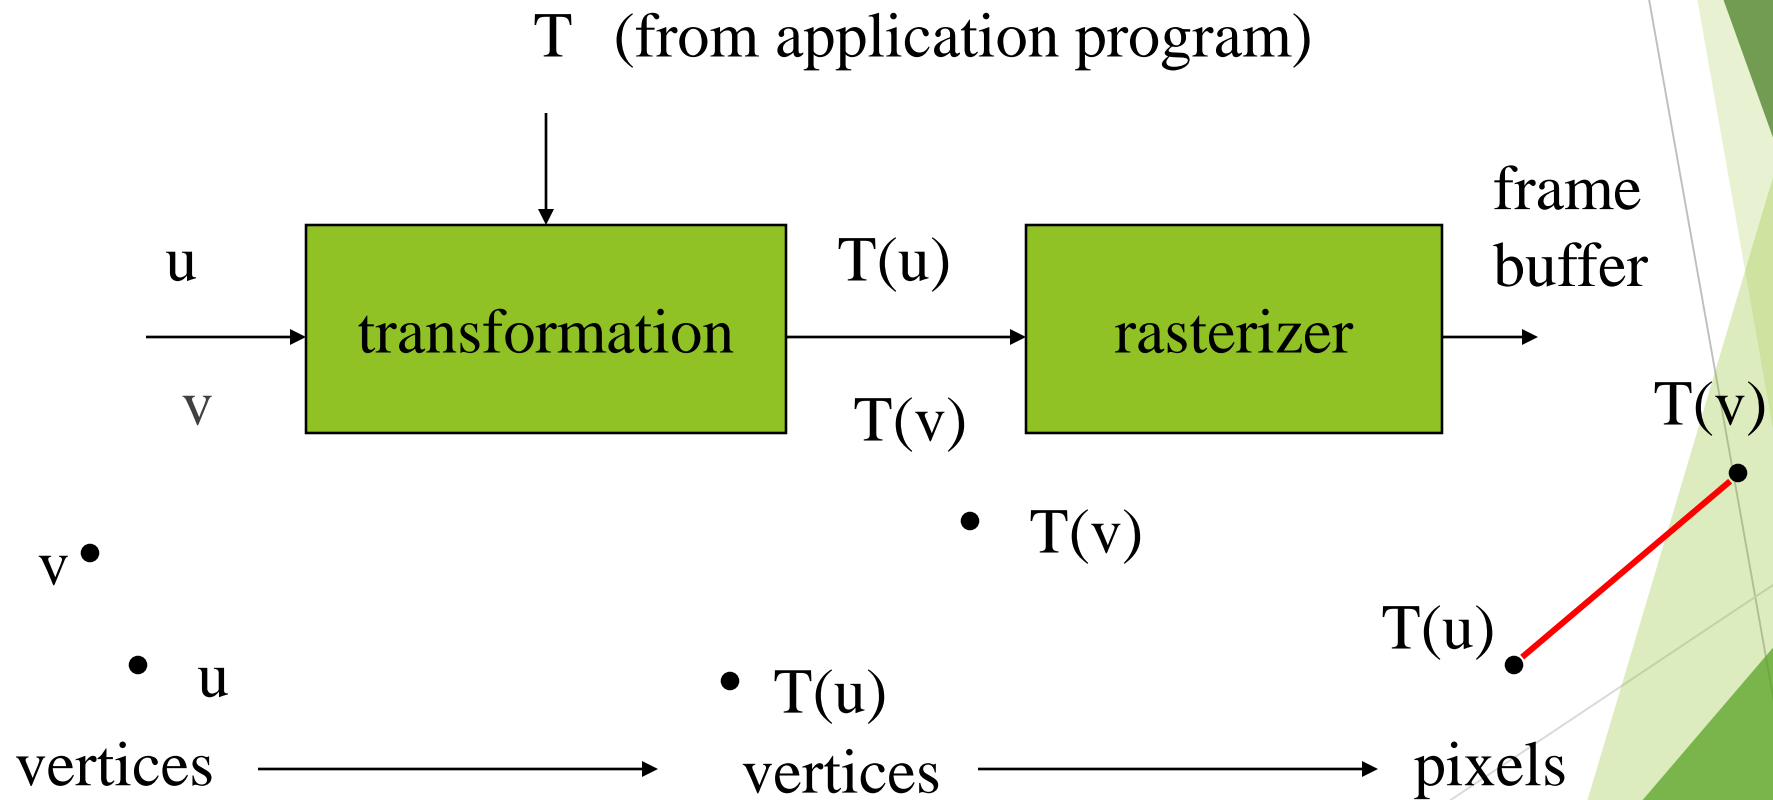 T (from application program)
frame
buffer
u
T(u)
transformation
rasterizer
v
T(v)
T(v)
v
T(v)
T(u)
u
T(u)
vertices
vertices
pixels